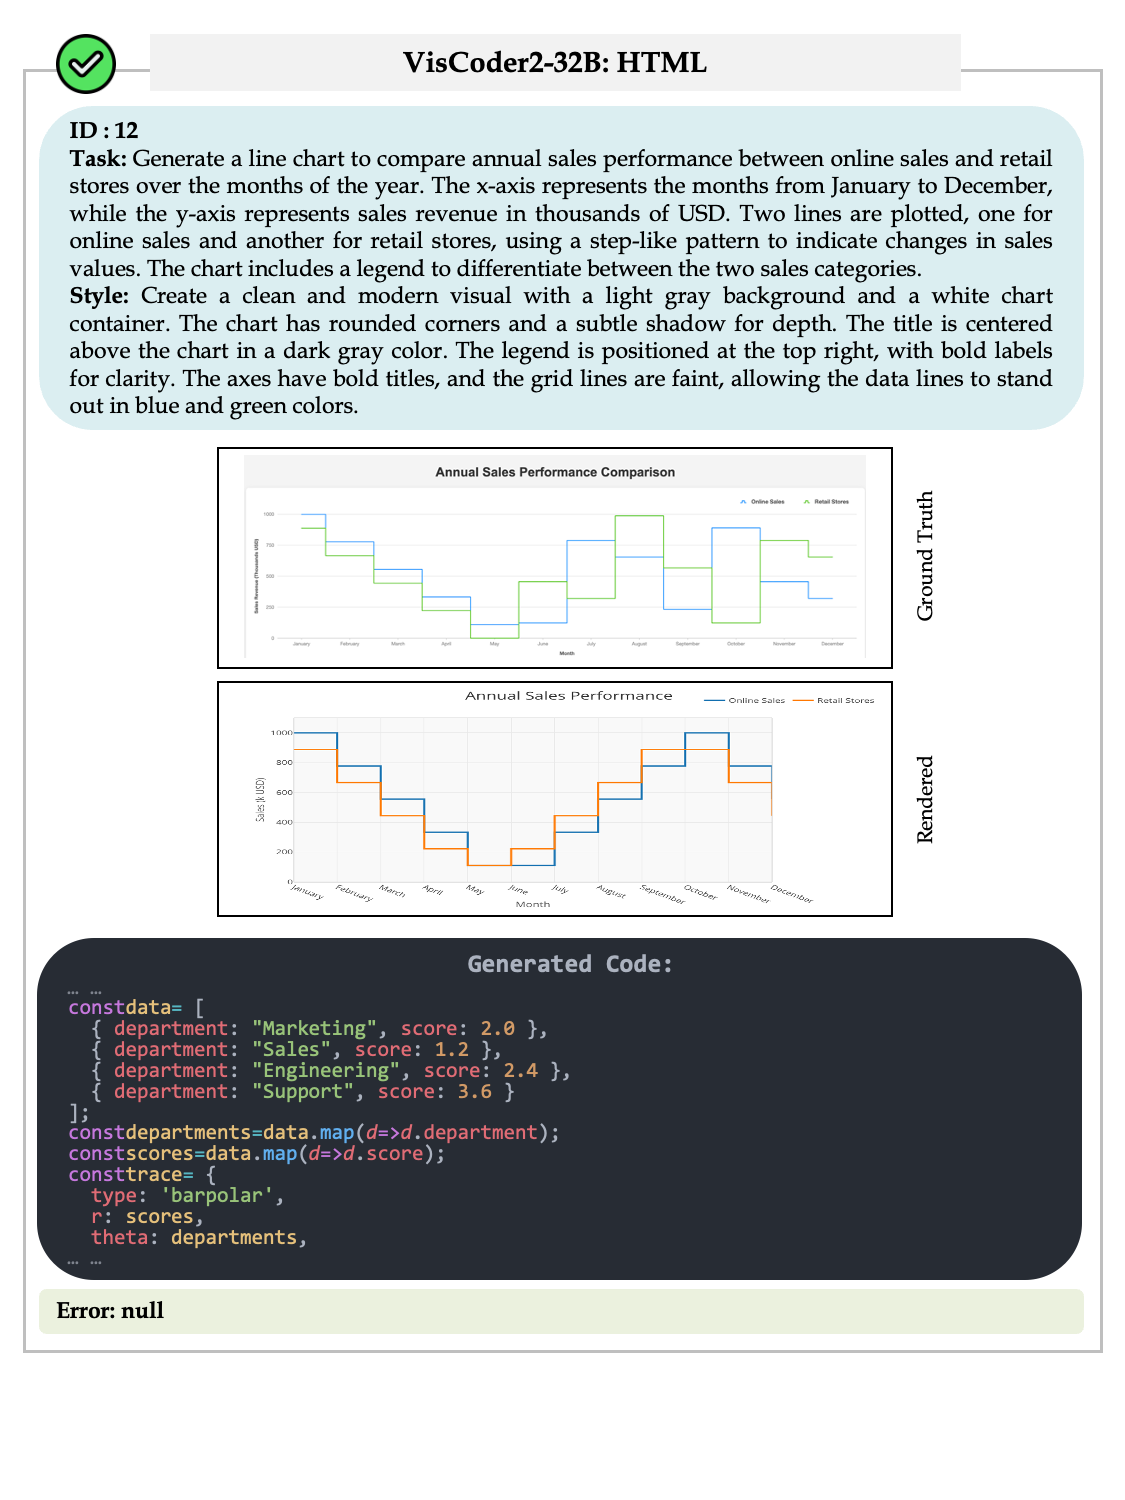 VisCoder2-32B: HTML
ID : 12
Task: Generate a line chart to compare annual sales performance between online sales and retail
stores over the months of the year. The x-axis represents the months from January to December,
while the y-axis represents sales revenue in thousands of USD. Two lines are plotted, one for
online sales and another for retail stores, using a step-like pattern to indicate changes in sales
values. The chart includes a legend to differentiate between the two sales categories.
Style: Create a clean and modern visual with a light gray background and a white chart
container. The chart has rounded corners and a subtle shadow for depth. The title is centered
above the chart in a dark gray color. The legend is positioned at the top right, with bold labels
for clarity. The axes have bold titles, and the grid lines are faint, allowing the data lines to stand
out in blue and green colors.
Annual Sales Performance Comparison
Online Sales Retail Stores
1000
750
500
250
0
Sales Revenue (Thousands USD)
January February March April May June July August September October November December
Month
Ground Truth
Annual Sales Performance
Online Sales Retail Stores
1000
800
600
400
200
0
Sales (k USD)
January February March April May June July August September October November December
Month
Rendered
Generated Code:
… …
constdata= [
{ department: "Marketing", score: 2.0 },
{ department: "Sales", score: 1.2 },
{ department: "Engineering", score: 2.4 },
{ department: "Support", score: 3.6 }
];
constdepartments=data.map(d=>d.department);
constscores=data.map(d=>d.score);
consttrace= {
type: 'barpolar',
r: scores,
theta: departments,
… …
Error: null